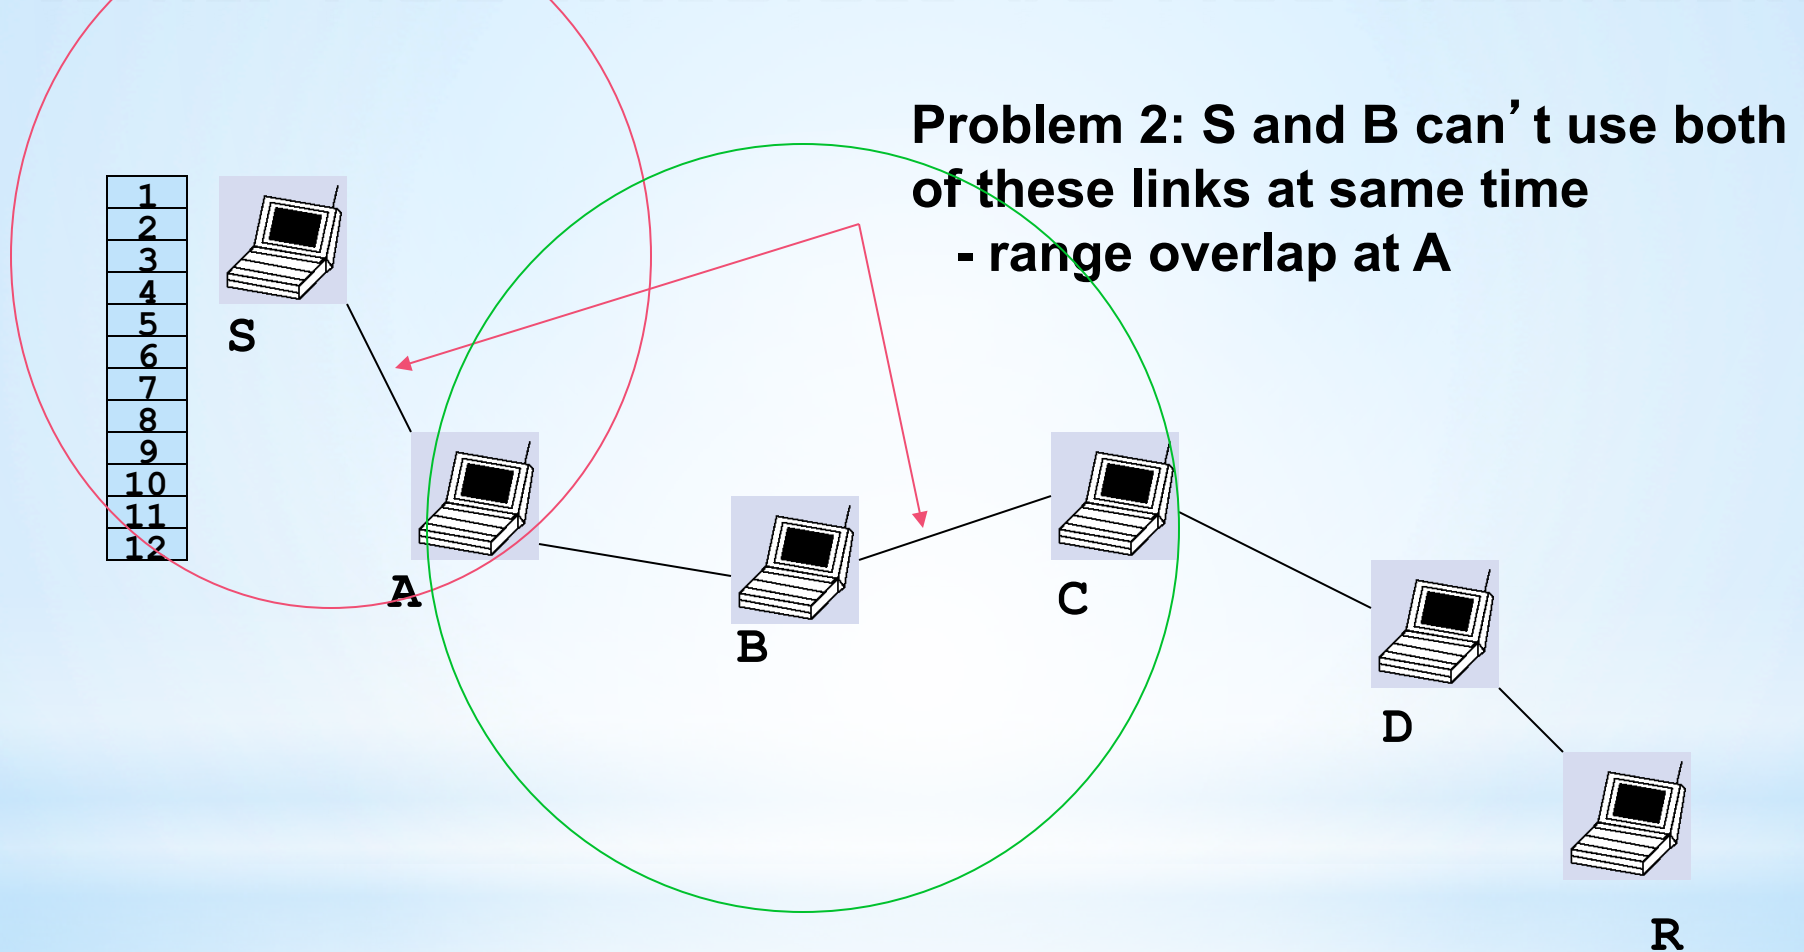 Problem 2: S and B can’t use both
of these links at same time
- range overlap at A
1
2
3
4
5
6
7
8
9
10
11
12
S
A
B
C
D
R